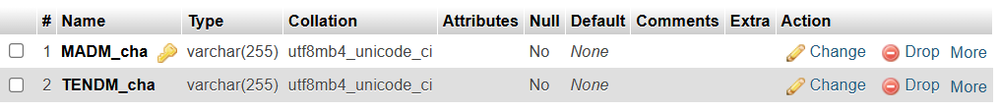 # Name Type Collation Attributes Null Default Comments Extra Action
1 MADM_cha varchar(255) utf8mb4_unicode_ci No None Change Drop More
2 TENDM_cha varchar(255) utf8mb4_unicode_ci No None Change Drop More